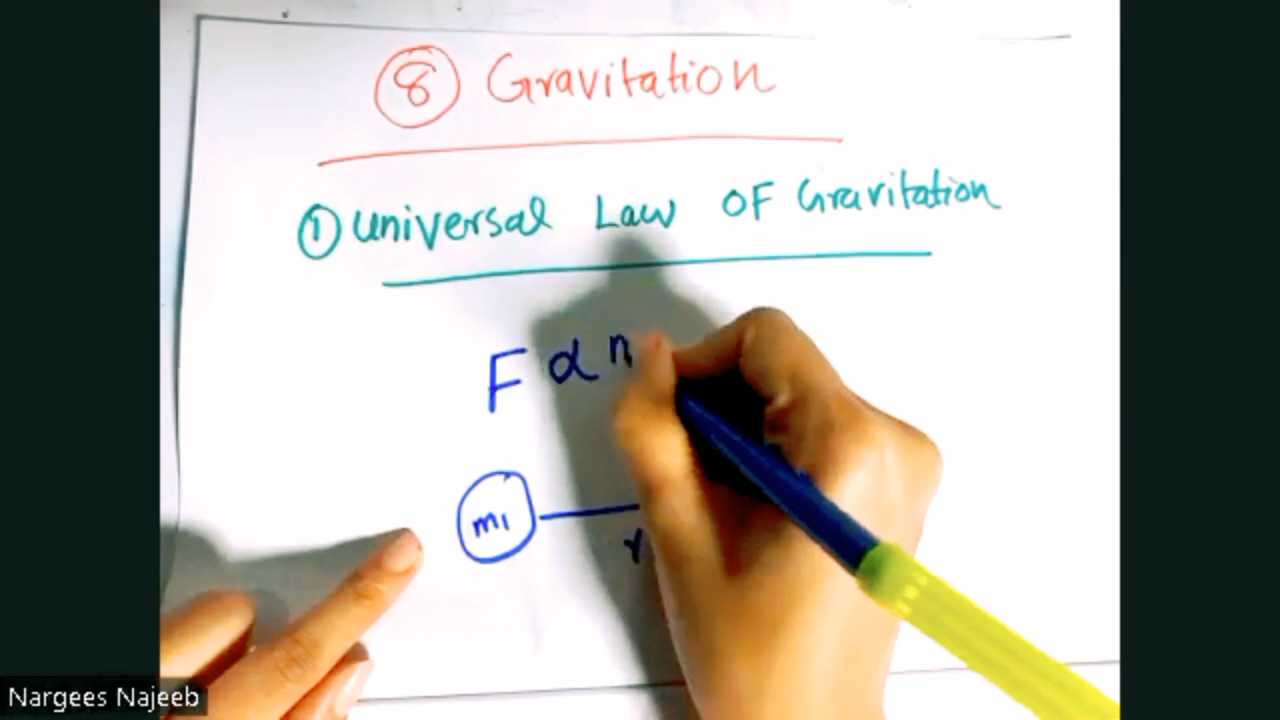 8 Gravitation
1 Universal Law OF Gravitation
F α
m1
r
Nargees Najeeb